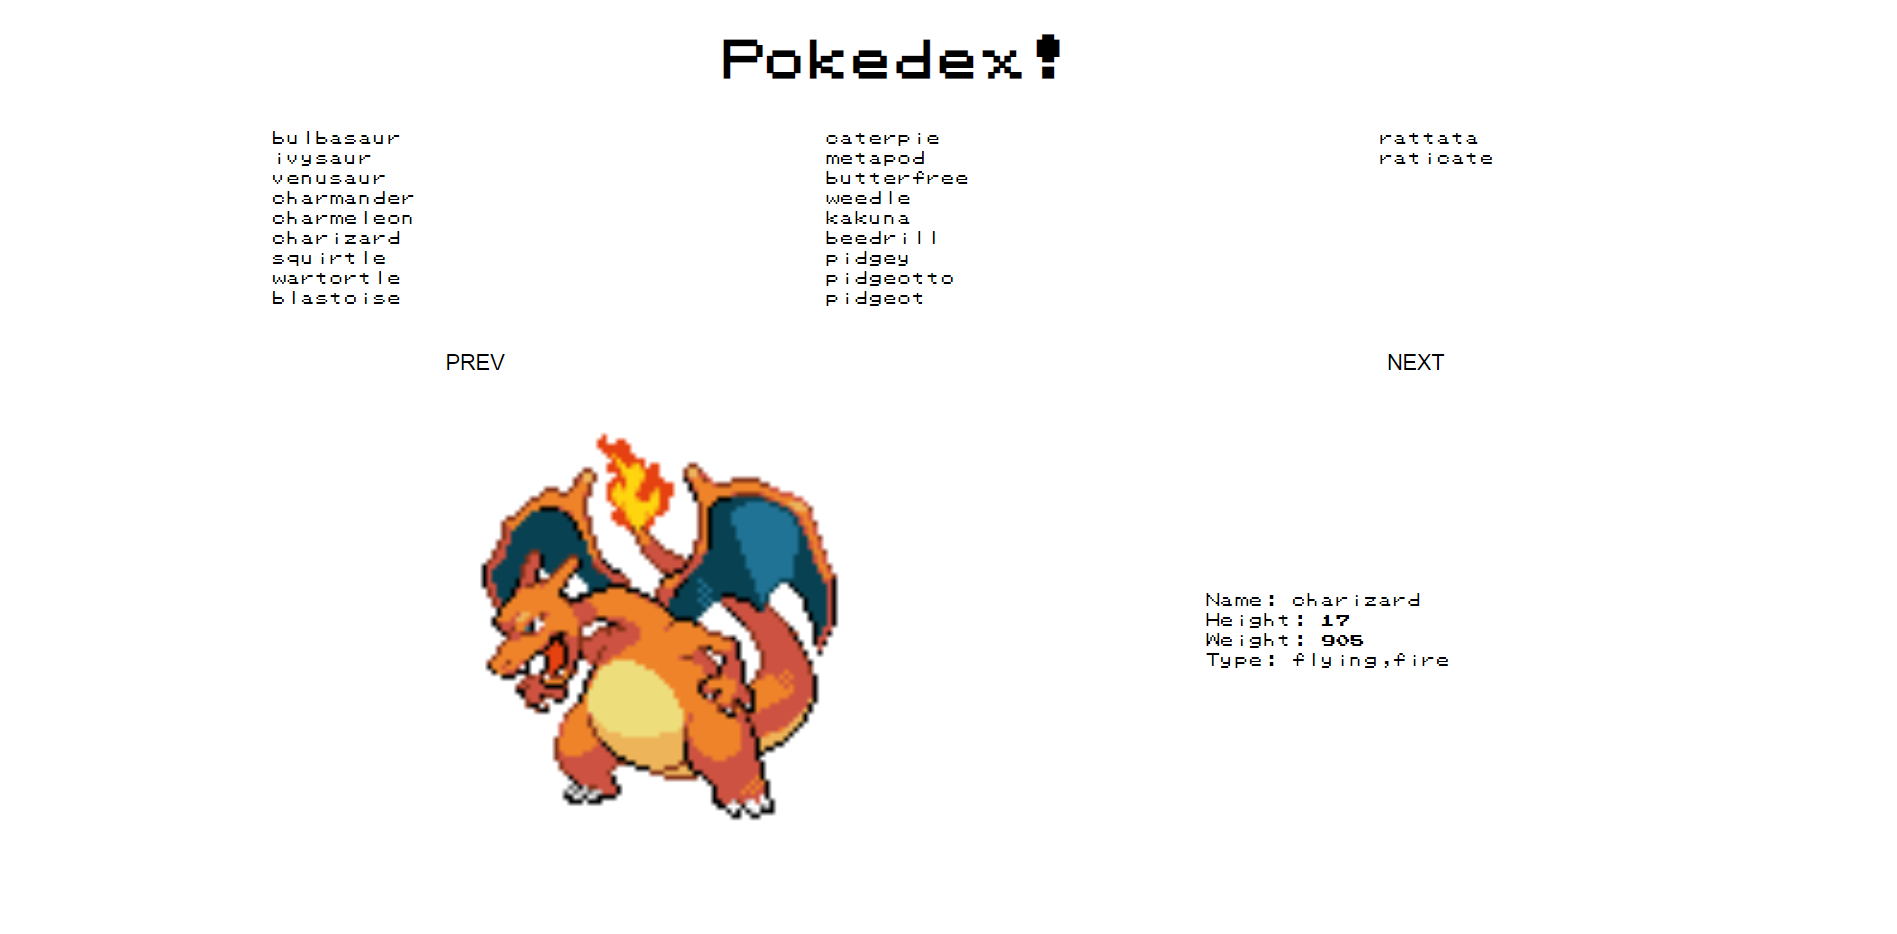 Pokedex!
bulbasaur
ivysaur
venusaur
charmander
charmeleon
charizard
squirtle
wartortle
blastoise
caterpie
metapod
butterfree
weedle
kakuna
beedrill
pidgey
pidgeotto
pidgeot
rattata
raticate
PREV
NEXT
Name: charizard
Height: 17
Weight: 905
Type: flying,fire